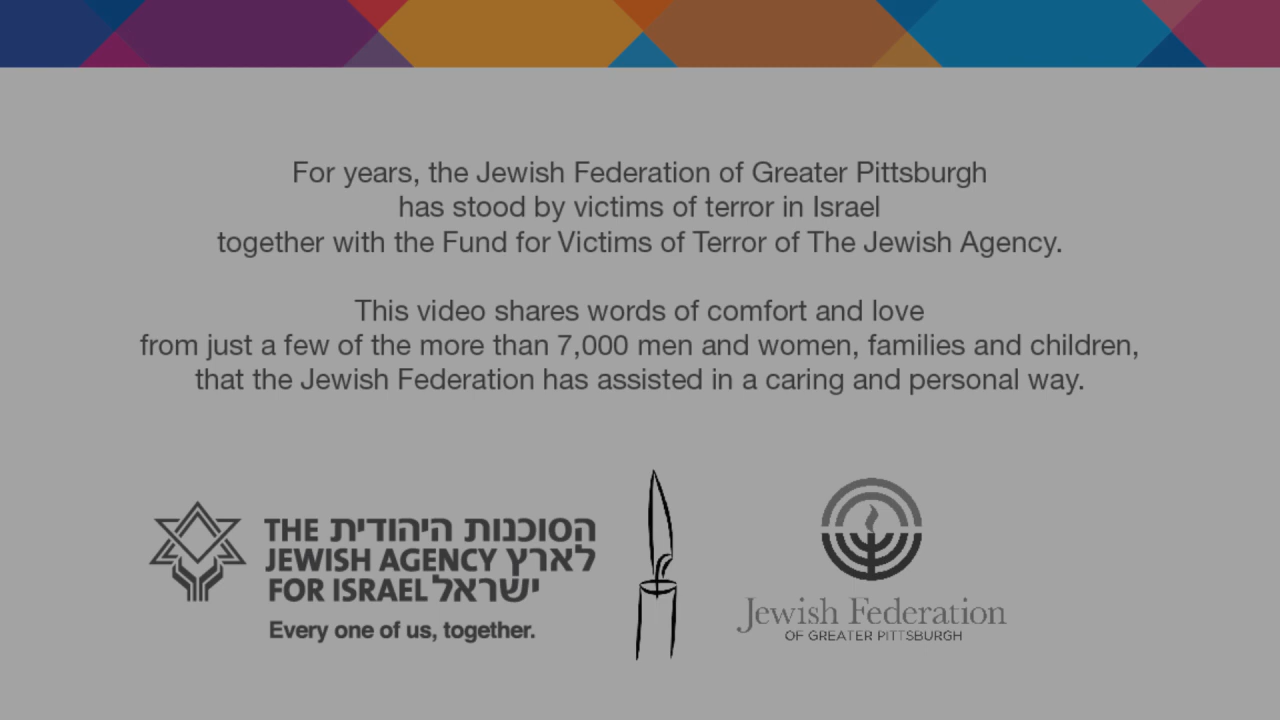 For years, the Jewish Federation of Greater Pittsburgh
has stood by victims of terror in Israel
together with the Fund for Victims of Terror of The Jewish Agency.
This video shares words of comfort and love
from just a few of the more than 7,000 men and women, families and children,
that the Jewish Federation has assisted in a caring and personal way.
THE הסוכנות היהודית
JEWISH AGENCY לארץ
FOR ISRAEL ישראל
Every one of us, together.
Jewish Federation
OF GREATER PITTSBURGH